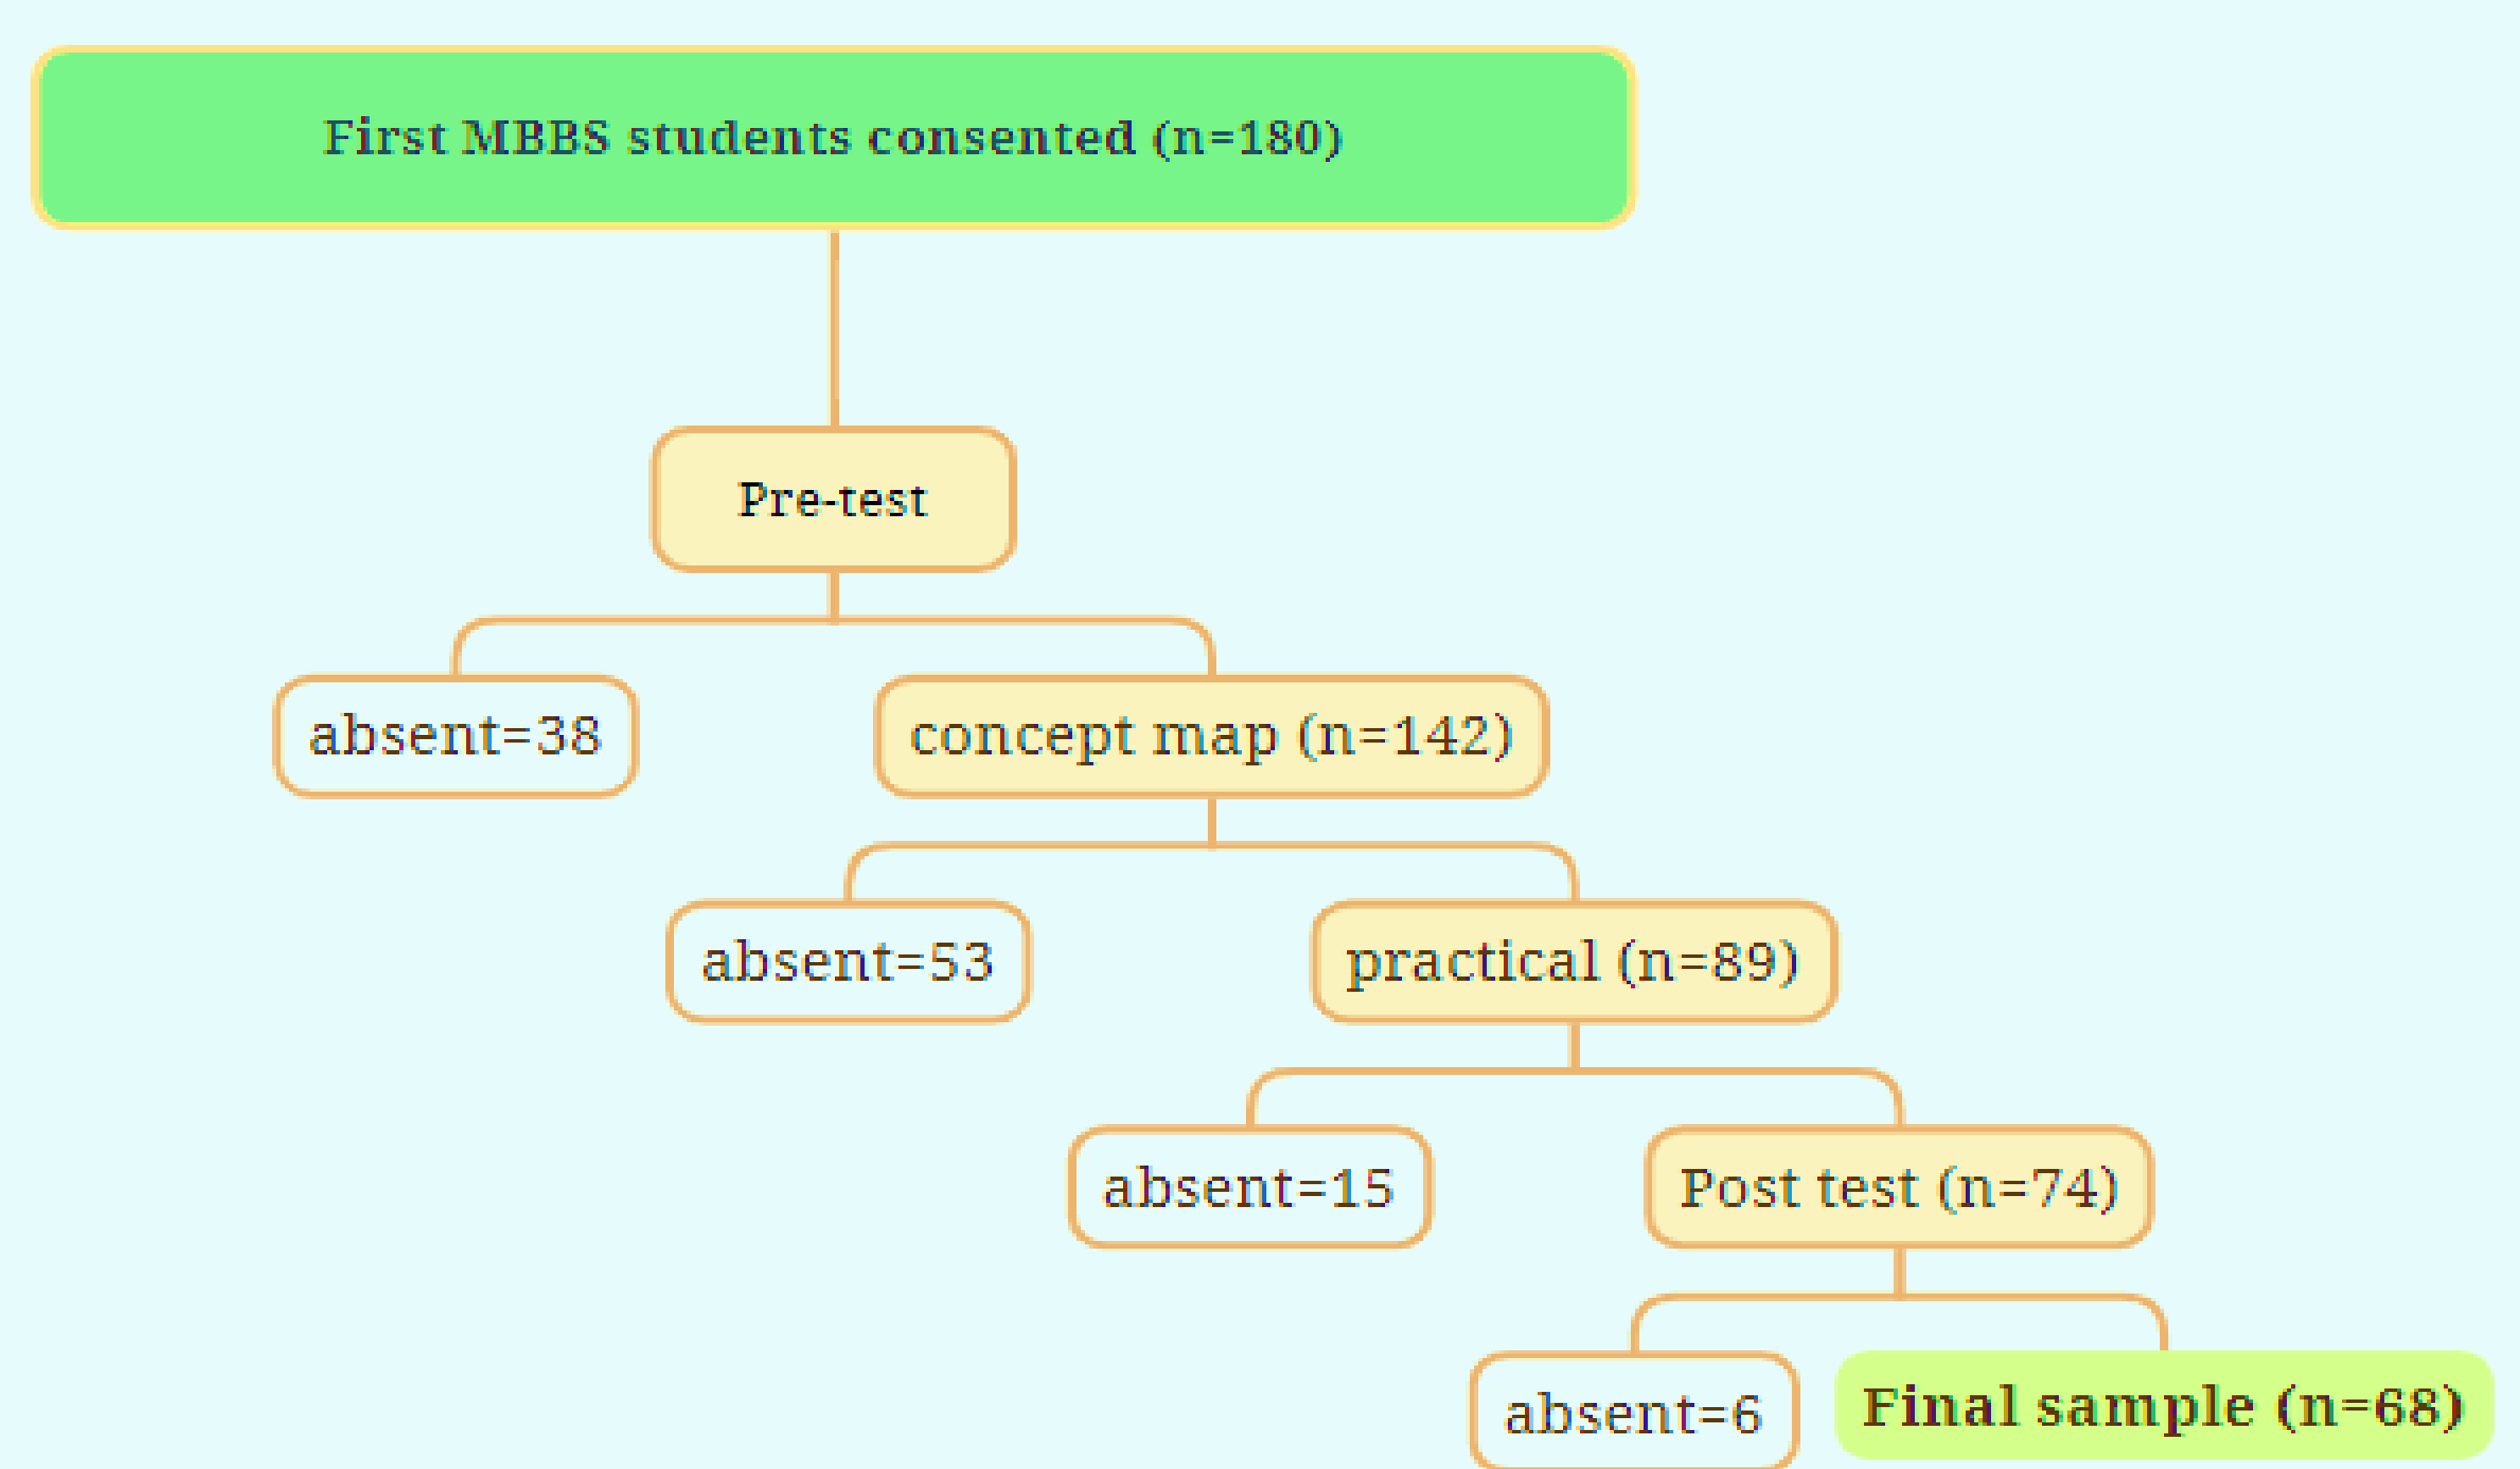 First MBBS students consented (n=180)
Pre-test
absent=38
concept map (n=142)
absent=53
practical (n=89)
absent=15
Post test (n=74)
absent=6
Final sample (n=68)